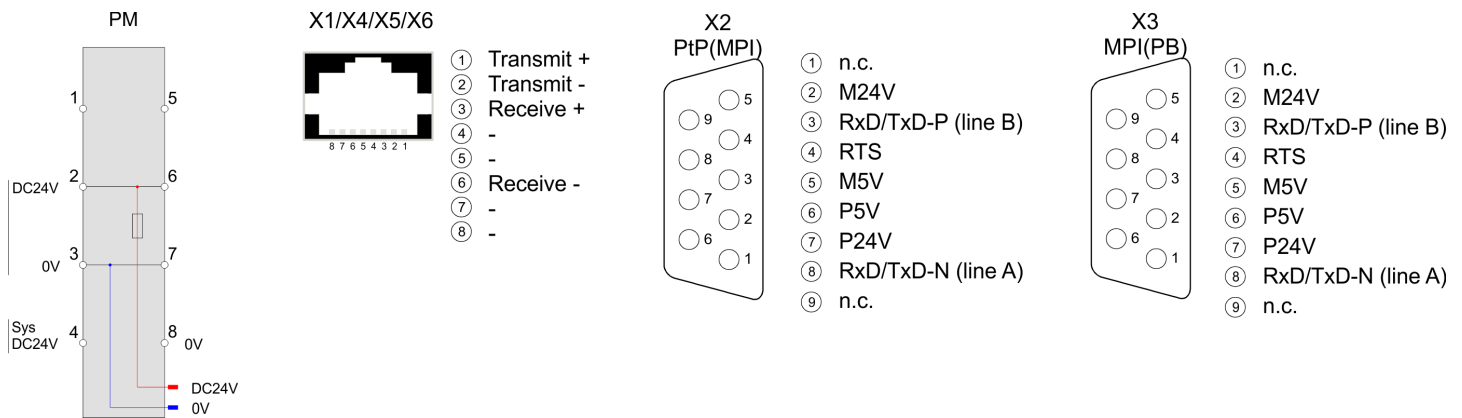 PM
1
5
2
6
DC24V
3
7
0V
Sys
DC24V
4
8
0V
DC24V
0V
X1/X4/X5/X6
8 7 6 5 4 3 2 1
1 Transmit +
2 Transmit -
3 Receive +
4 -
5 -
6 Receive -
7 -
8 -
X2
PtP(MPI)
5
9
4
8
3
7
2
6
1
1 n.c.
2 M24V
3 RxD/TxD-P (line B)
4 RTS
5 M5V
6 P5V
7 P24V
8 RxD/TxD-N (line A)
9 n.c.
X3
MPI(PB)
5
9
4
8
3
7
2
6
1
1 n.c.
2 M24V
3 RxD/TxD-P (line B)
4 RTS
5 M5V
6 P5V
7 P24V
8 RxD/TxD-N (line A)
9 n.c.